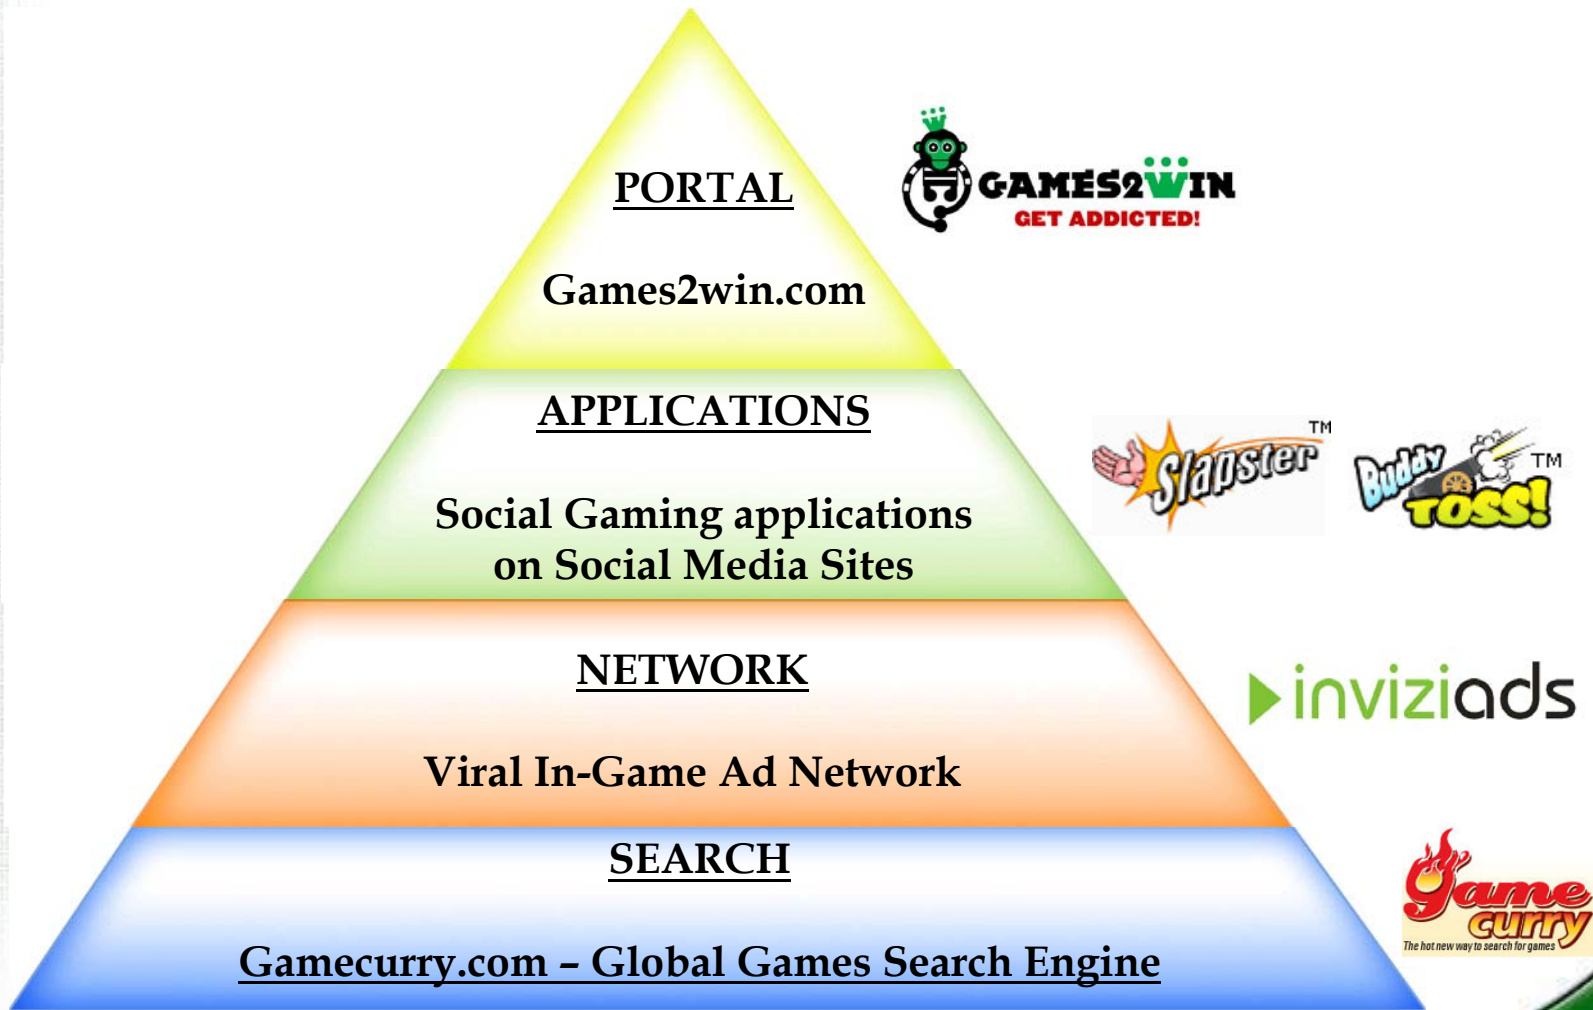 PORTAL
GAMES2WIN
GET ADDICTED!
Games2win.com
APPLICATIONS
Slapster TM
Buddy TM
TOSS!
Social Gaming applications
on Social Media Sites
NETWORK
inviziads
Viral In-Game Ad Network
SEARCH
Game
curry
The hot new way to search for games
Gamecurry.com – Global Games Search Engine